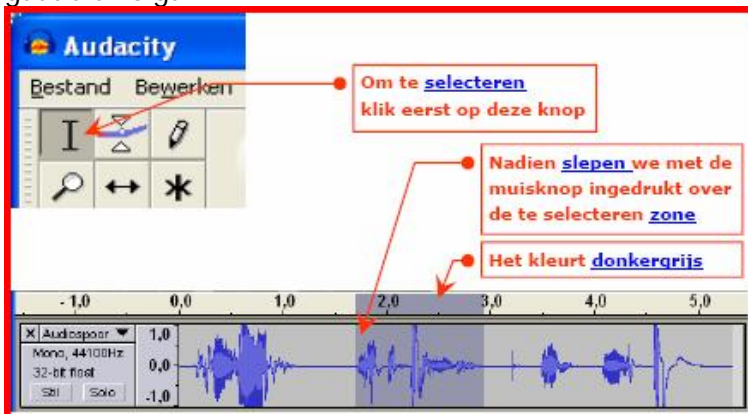 Audacity
Bestand Bewerken
Om te selecteren
klik eerst op deze knop
Nadien slepen we met de
muisknop ingedrukt over
de te selecteren zone
Het kleurt donkergrijs
- 1,0 0,0 1,0 2,0 3,0 4,0 5,0
X Audiospoor 1,0
Mono, 44100Hz
32-bit float 0,0
Stil Solo -1,0